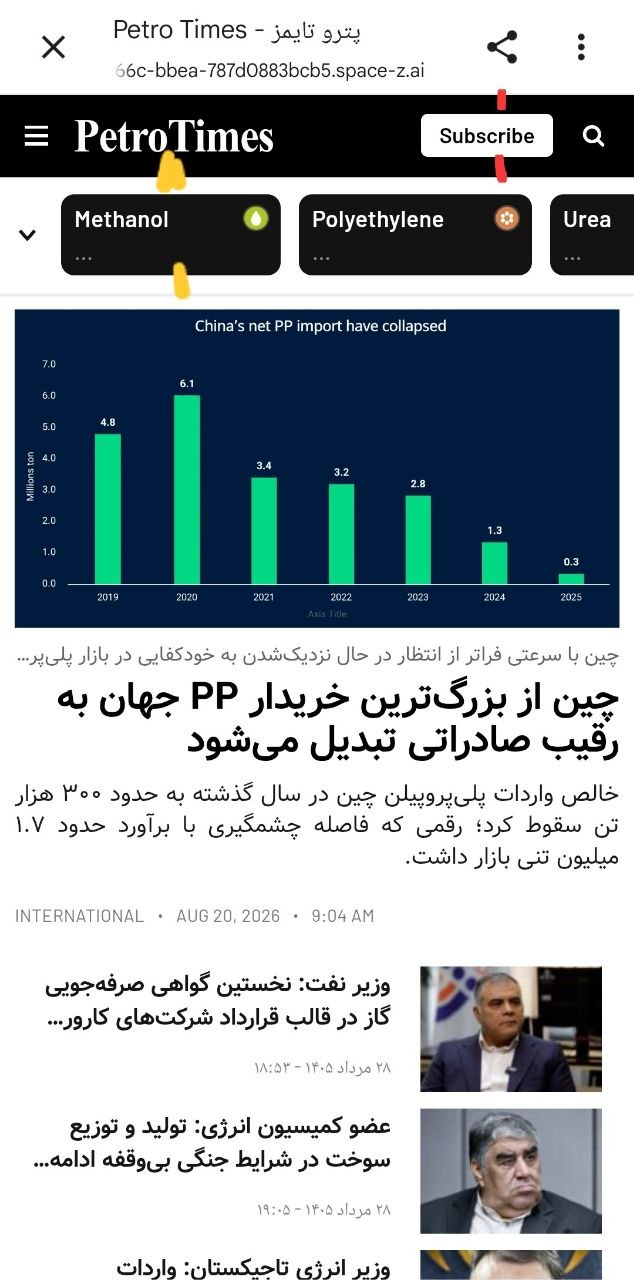 Petro Times - پترو تایمز
66c-bbea-787d0883bcb5.space-z.ai
PetroTimes
Subscribe
Methanol
...
Polyethylene
...
Urea
...
China's net PP import have collapsed
Millions ton
7.0
6.0
5.0
4.0
3.0
2.0
1.0
0.0
4.8
6.1
3.4
3.2
2.8
1.3
0.3
2019 2020 2021 2022 2023 2024 2025
Axis Title
چین با سرعتی فراتر از انتظار در حال نزدیک‌شدن به خودکفایی در بازار پلی‌پر...
چین از بزرگ‌ترین خریدار PP جهان به
رقیب صادراتی تبدیل می‌شود
خالص واردات پلی‌پروپیلن چین در سال گذشته به حدود ۳۰۰ هزار
تن سقوط کرد؛ رقمی که فاصله چشمگیری با برآورد حدود ۱.۷
میلیون تنی بازار داشت.
INTERNATIONAL • AUG 20, 2026 • 9:04 AM
وزیر نفت: نخستین گواهی صرفه‌جویی
گاز در قالب قرارداد شرکت‌های کارور...
۲۸ مرداد ۱۴۰۵ - ۱۸:۵۳
عضو کمیسیون انرژی: تولید و توزیع
سوخت در شرایط جنگی بی‌وقفه ادامه...
۲۸ مرداد ۱۴۰۵ - ۱۹:۰۵
وزیر انرژی تاجیکستان: واردات